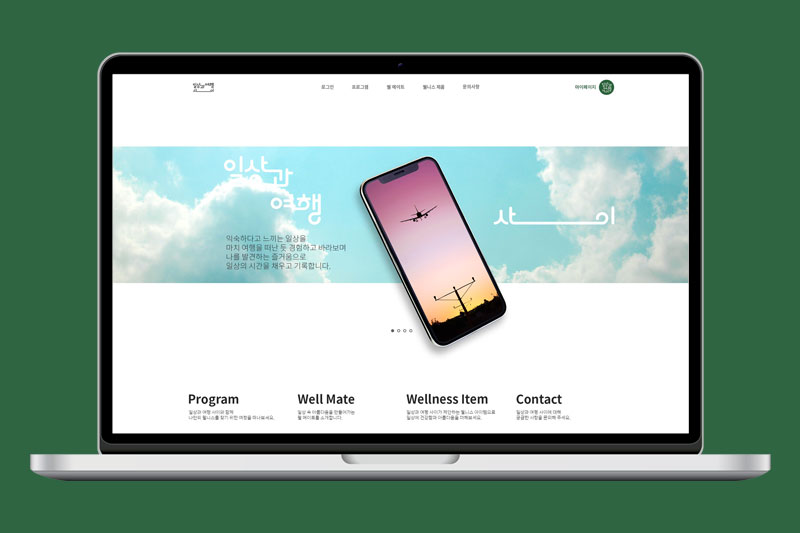 일상과여행
로그인 프로그램 웰 메이트 웰니스 제품 문의사항 마이페이지
일상과
여행
사이
익숙하다고 느끼는 일상을
마치 여행을 떠난 듯 경험하고 바라보며
나를 발견하는 즐거움으로
일상의 시간을 채우고 기록합니다.
Program Well Mate Wellness Item Contact
일상과 여행 사이와 함께
나만의 웰니스를 찾기 위한 여행을 떠나보세요.
일상 속 아름다움을 만들어가는
웰 메이트를 소개합니다.
일상과 여행 사이가 제안하는 웰니스 아이템으로
일상의 건강함과 아름다움을 더해보세요.
일상과 여행 사이에 대해
궁금한 사항을 문의해 주세요.